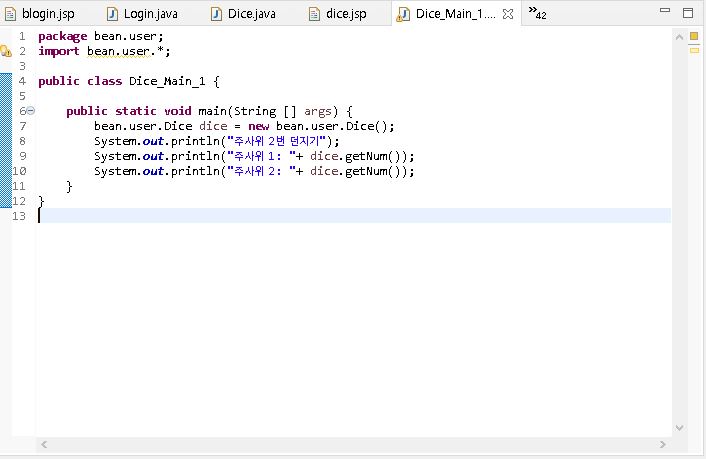 blogin.jsp Login.java Dice.java dice.jsp Dice_Main_1.... »42
1 package bean.user;
2 import bean.user.*;
3
4 public class Dice_Main_1 {
5
6 public static void main(String [] args) {
7 bean.user.Dice dice = new bean.user.Dice();
8 System.out.println("주사위 2번 던지기");
9 System.out.println("주사위 1: "+ dice.getNum());
10 System.out.println("주사위 2: "+ dice.getNum());
11 }
12 }
13